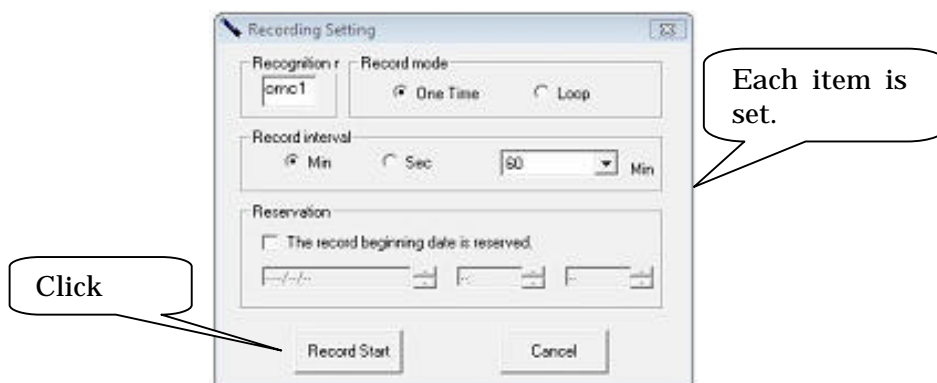 Recording Setting
Recognition r
Record mode
omc1
One Time
Loop
Each item is
set.
Record interval
Min
Sec
60
Min
Reservation
The record beginning date is reserved.
---/--/--
--
--
Click
Record Start
Cancel